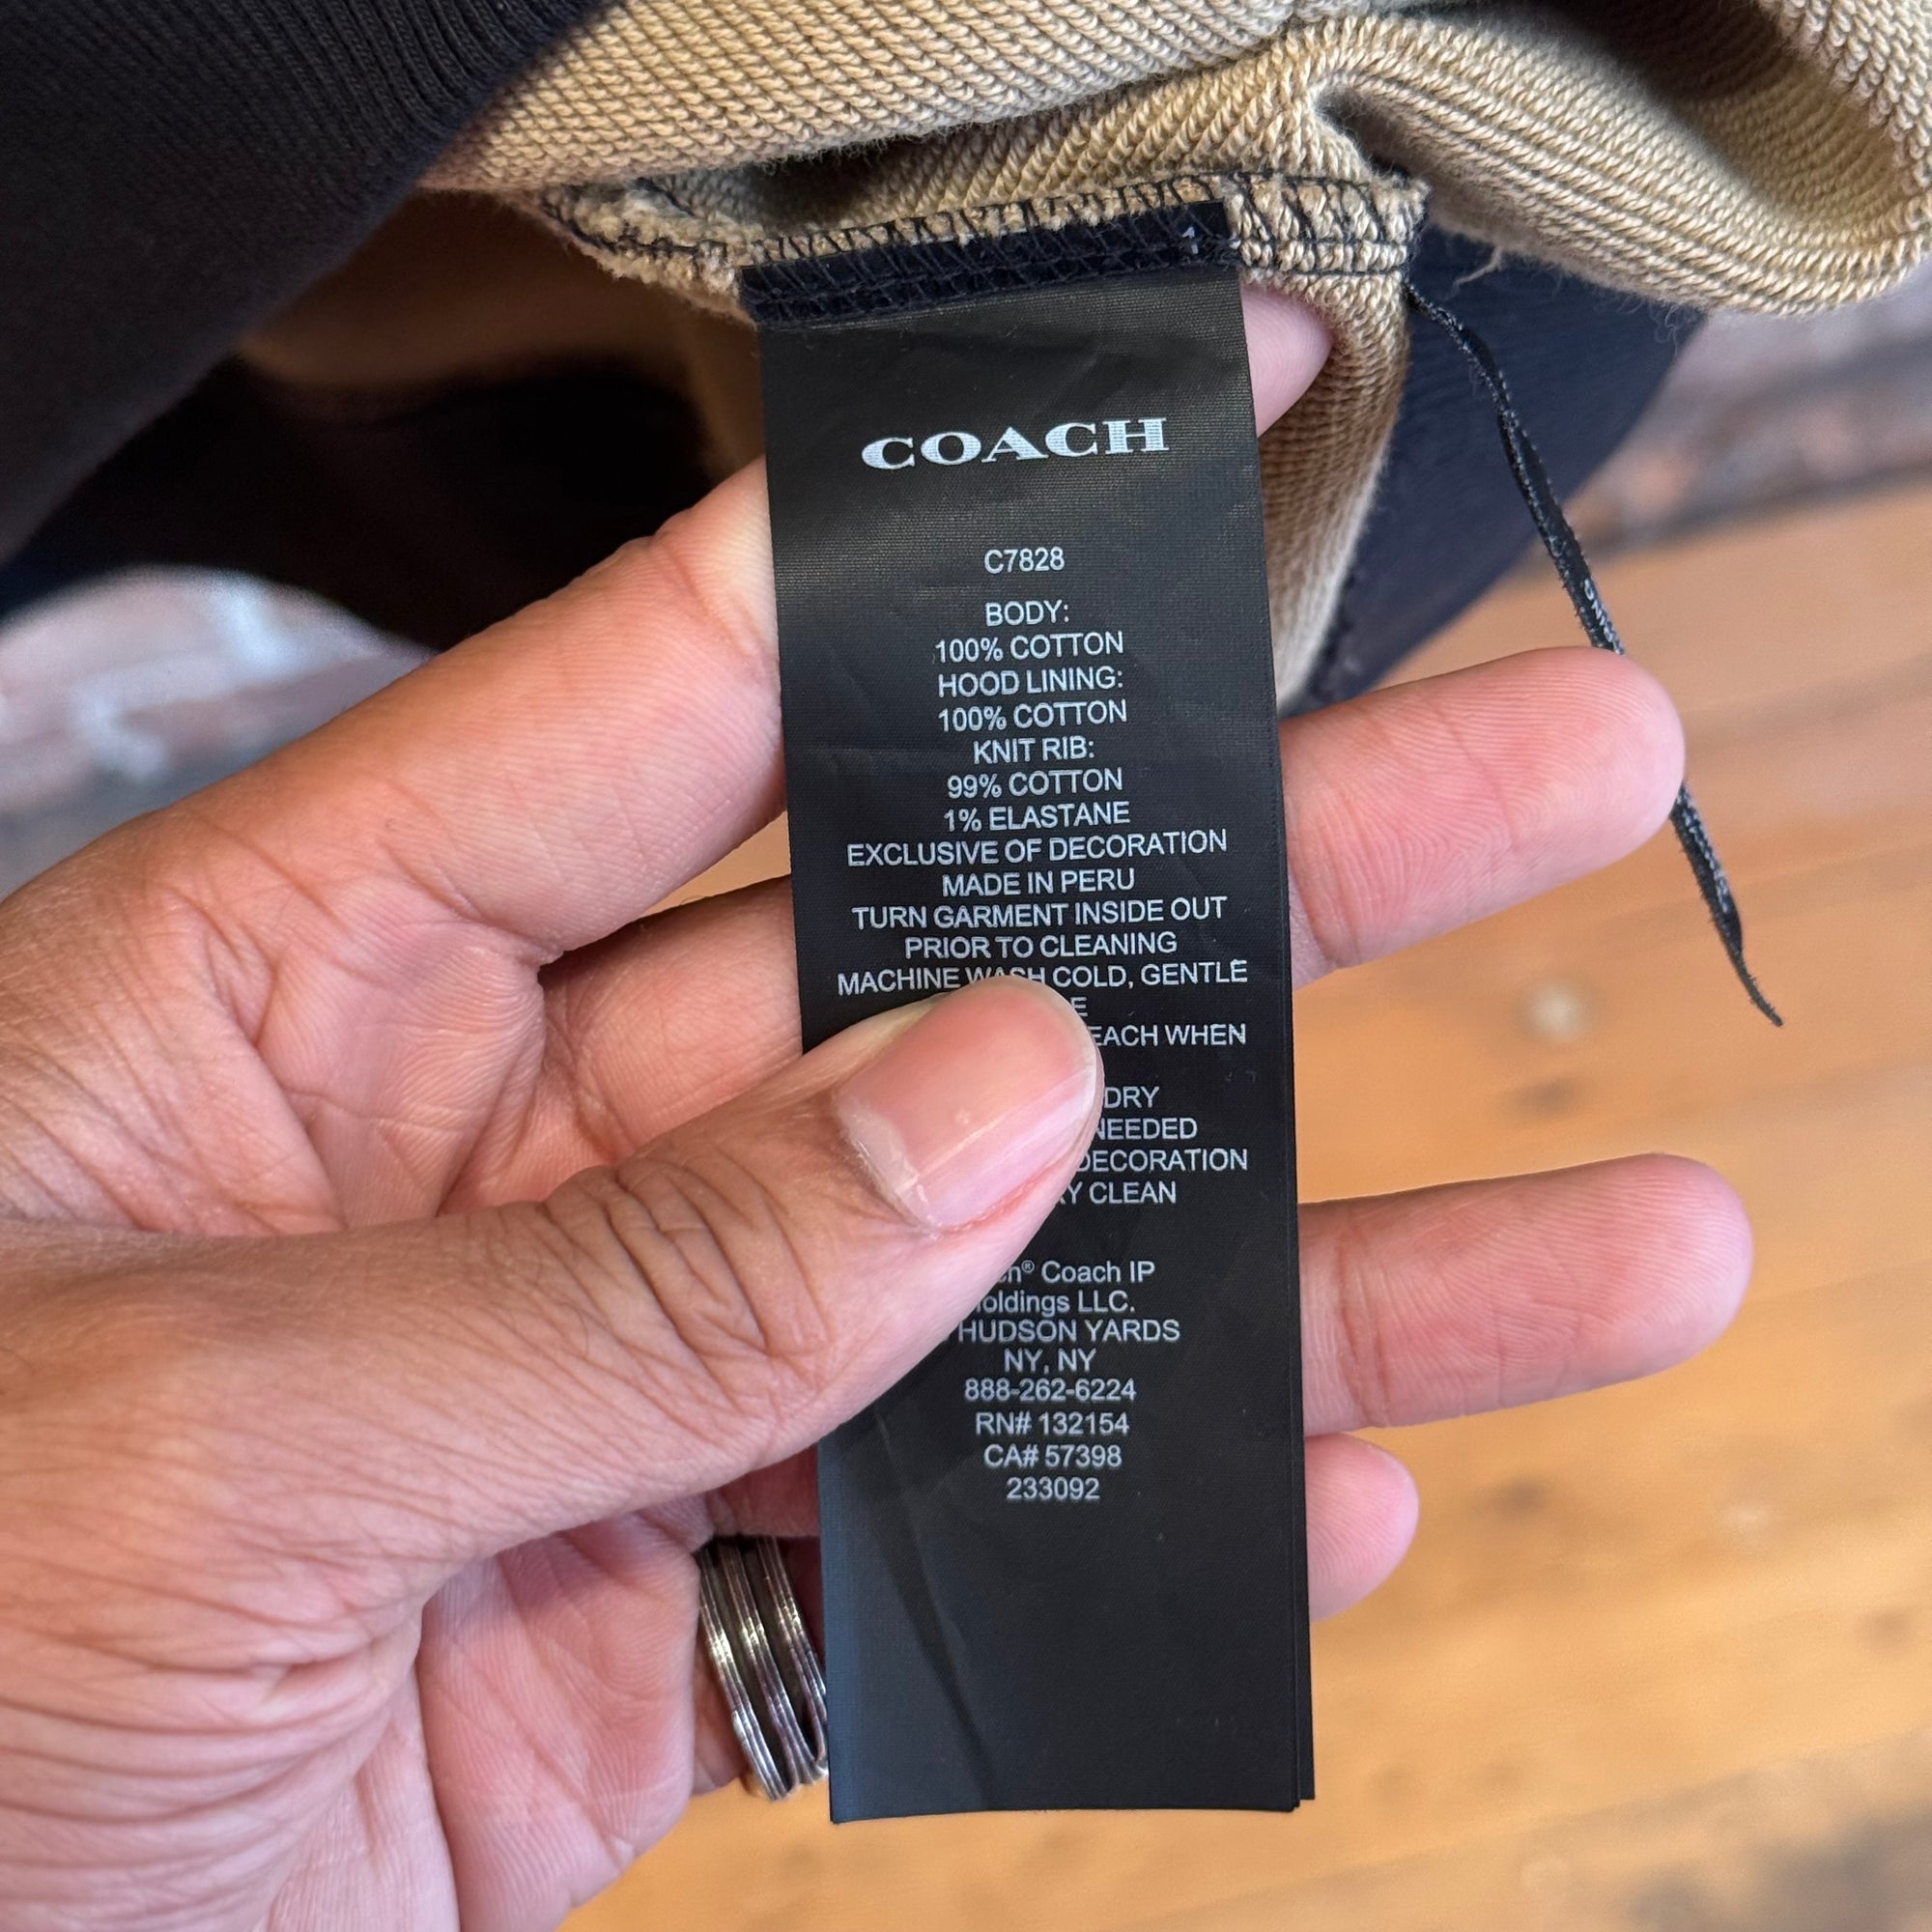 COACH
C7828
BODY:
100% COTTON
HOOD LINING:
100% COTTON
KNIT RIB:
99% COTTON
1% ELASTANE
EXCLUSIVE OF DECORATION
MADE IN PERU
TURN GARMENT INSIDE OUT
PRIOR TO CLEANING
MACHINE WASH COLD, GENTLE
WHEN
DRY
NEEDED
DECORATION
CLEAN
Coach IP
LLC.
HUDSON YARDS
NY, NY
888-262-6224
RN# 132154
CA# 57398
233092